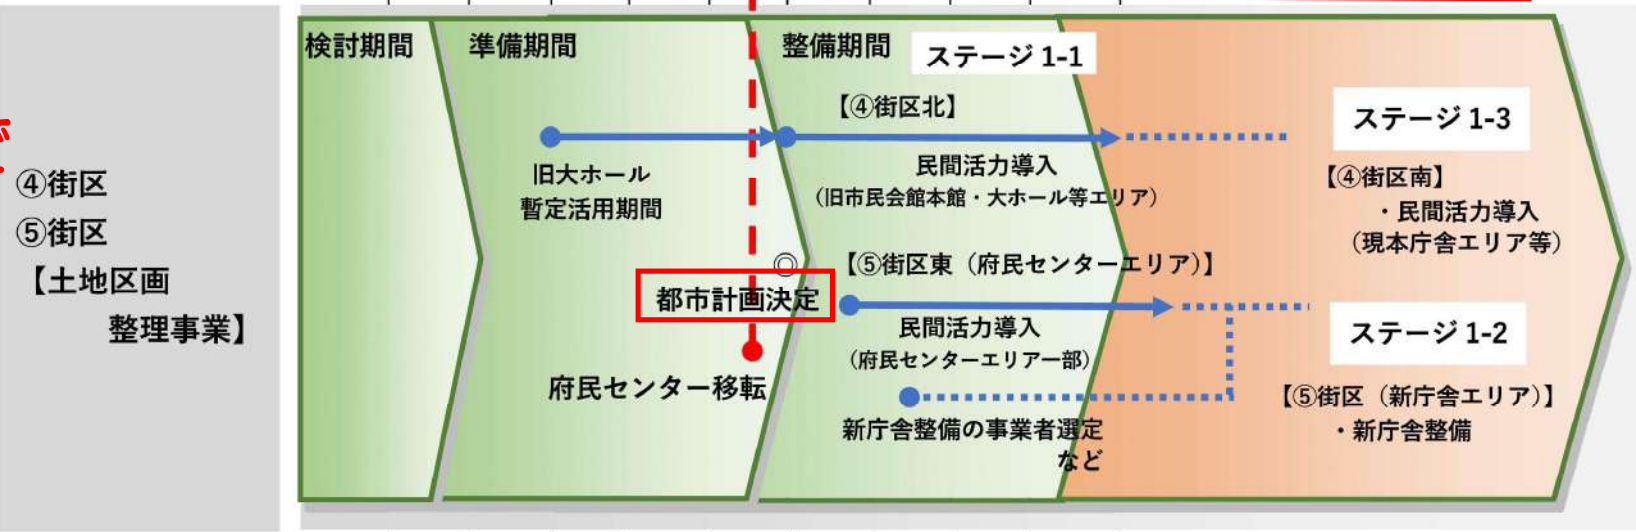 ④街区
⑤街区
【土地区画
整理事業】
検討期間
準備期間
整備期間
ステージ 1-1
【④街区北】
旧大ホール
暫定活用期間
民間活力導入
（旧市民会館本館・大ホール等エリア）
ステージ 1-3
【④街区南】
・民間活力導入
（現本庁舎エリア等）
◎
都市計画決定
府民センター移転
【⑤街区東（府民センターエリア）】
民間活力導入
（府民センターエリア一部）
新庁舎整備の事業者選定
など
ステージ 1-2
【⑤街区（新庁舎エリア）】
・新庁舎整備